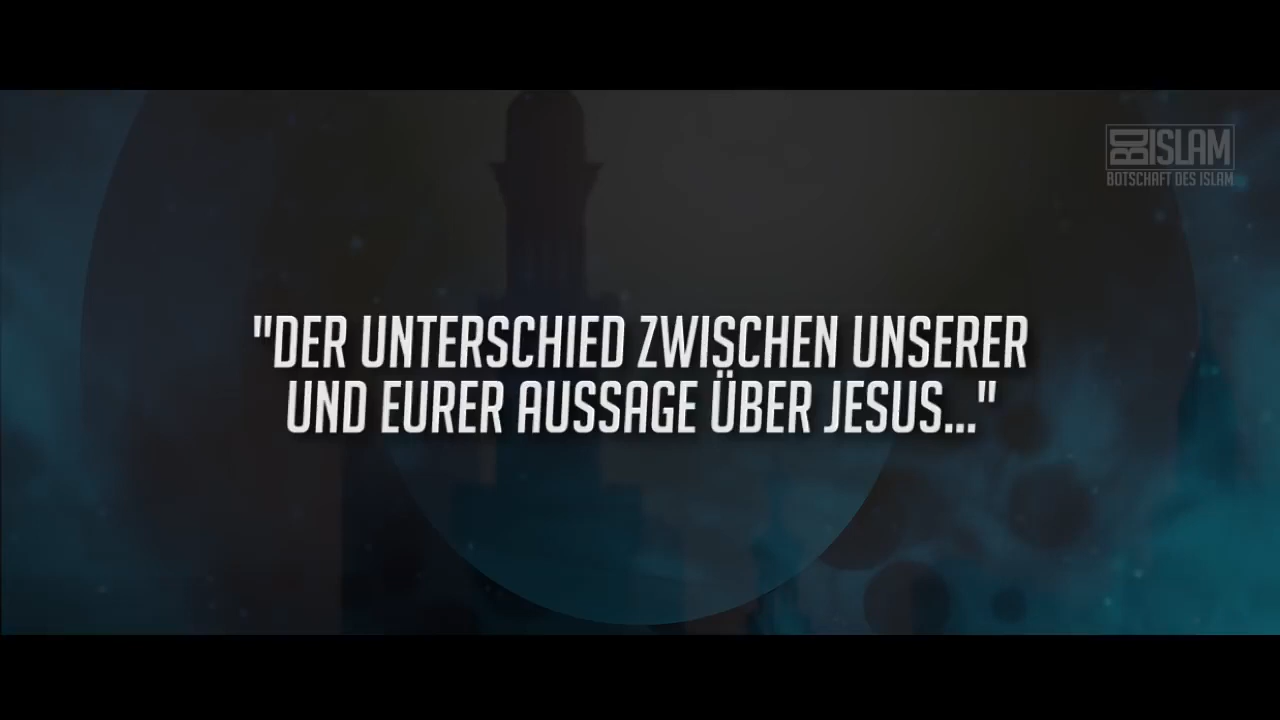 BDISLAM
BOTSCHAFT DES ISLAM
"DER UNTERSCHIED ZWISCHEN UNSERER
UND EURER AUSSAGE ÜBER JESUS..."